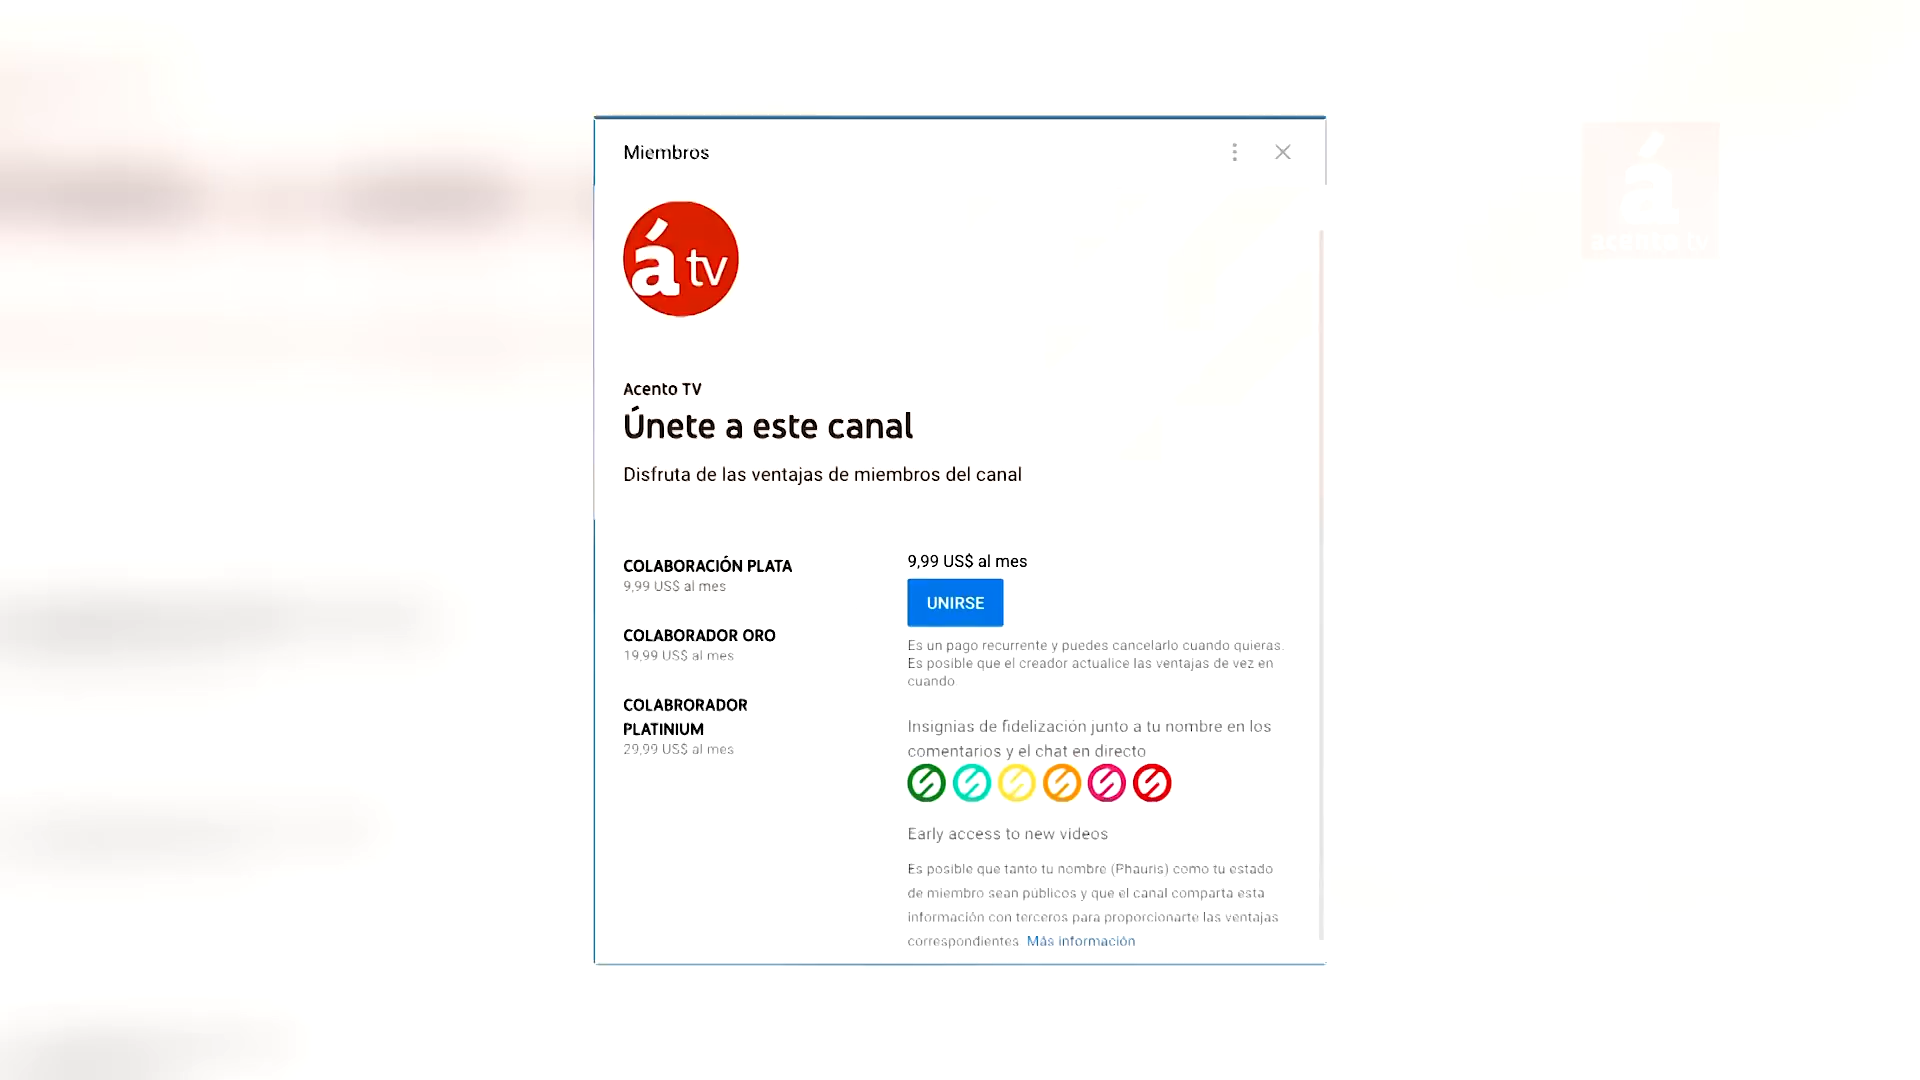 Miembros
á tv
á
acento tv
Acento TV
Únete a este canal
Disfruta de las ventajas de miembros del canal
COLABORACIÓN PLATA
9,99 US$ al mes
COLABORADOR ORO
19,99 US$ al mes
COLABRORADOR
PLATINIUM
29,99 US$ al mes
9,99 US$ al mes
UNIRSE
Es un pago recurrente y puedes cancelarlo cuando quieras.
Es posible que el creador actualice las ventajas de vez en
cuando
Insignias de fidelización junto a tu nombre en los
comentarios y el chat en directo
Early access to new videos
Es posible que tanto tu nombre (Phauris) como tu estado
de miembro sean públicos y que el canal comparta esta
información con terceros para proporcionarte las ventajas
correspondientes. Más información